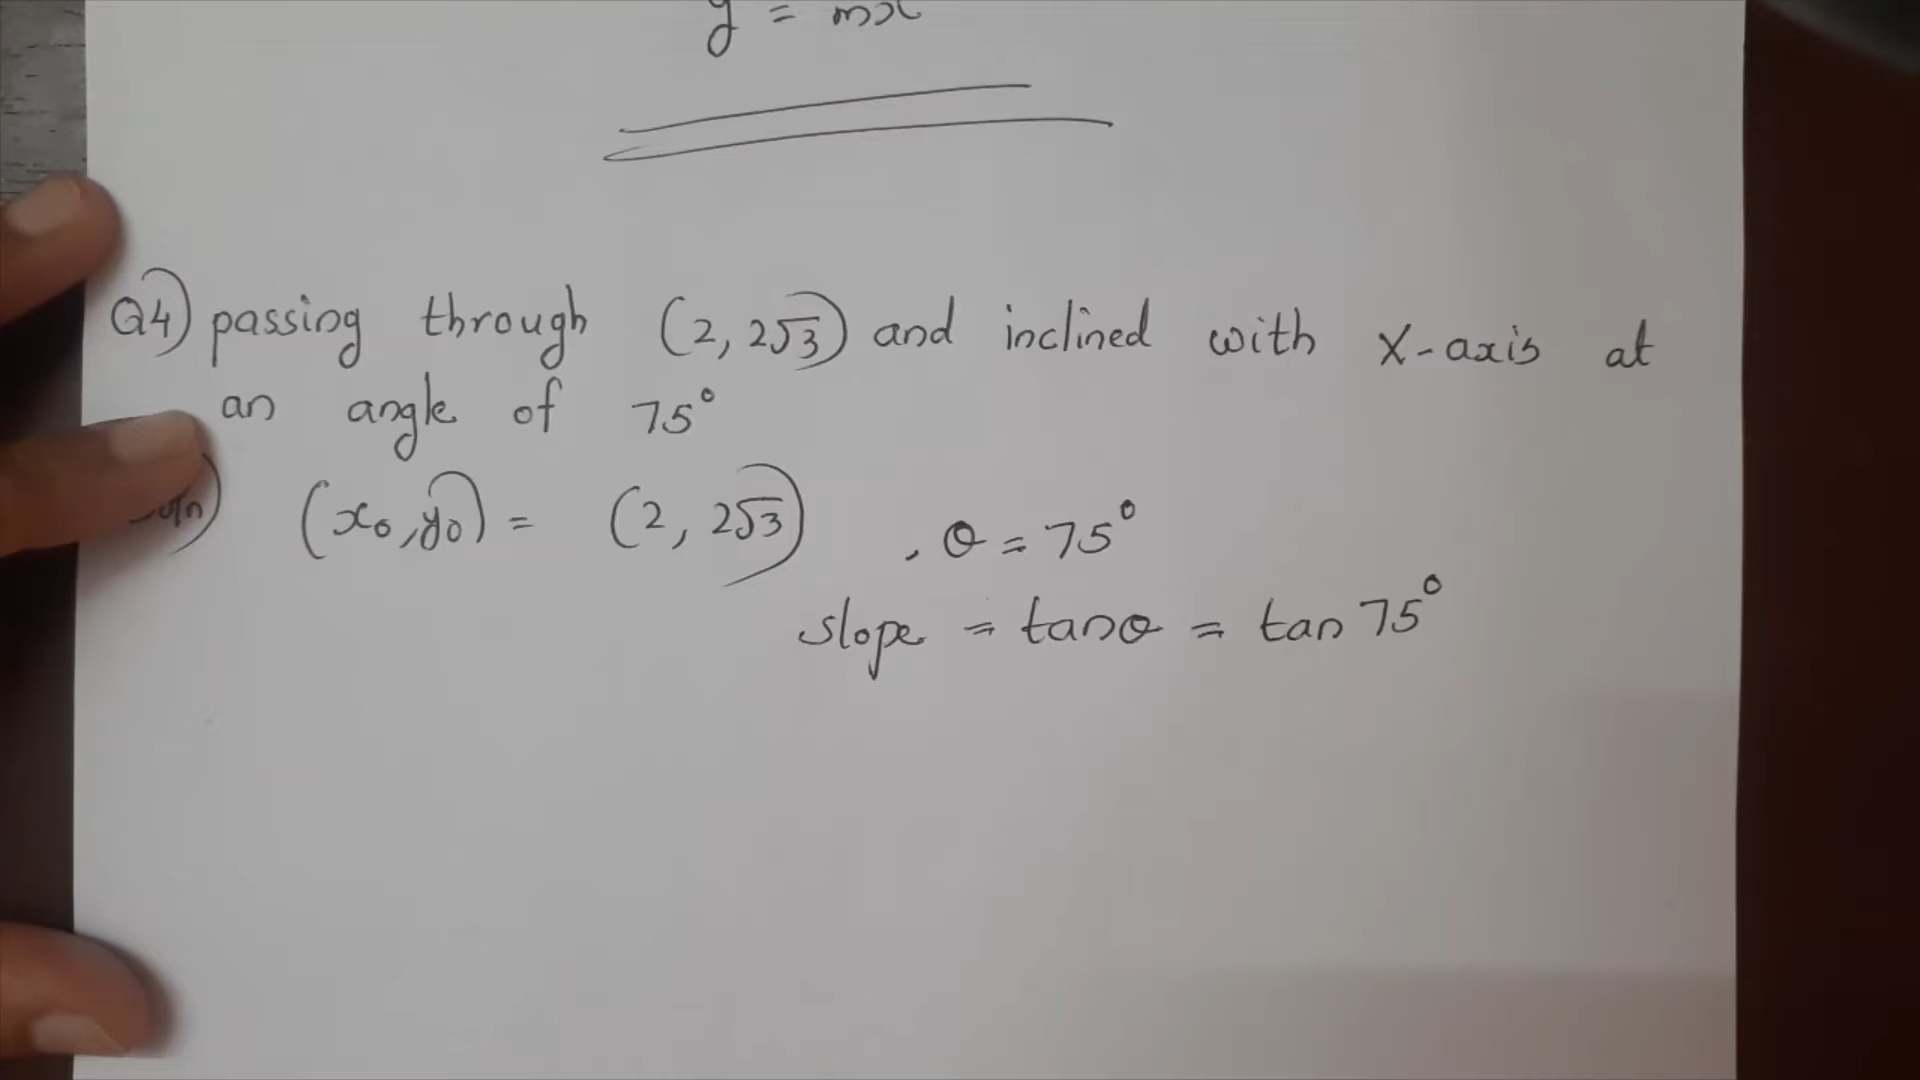 y = mx
Q4) passing through (2, 2√3) and inclined with X-axis at
an angle of 75°
(x₀, y₀) = (2, 2√3) , θ = 75°
slope = tanθ = tan 75°